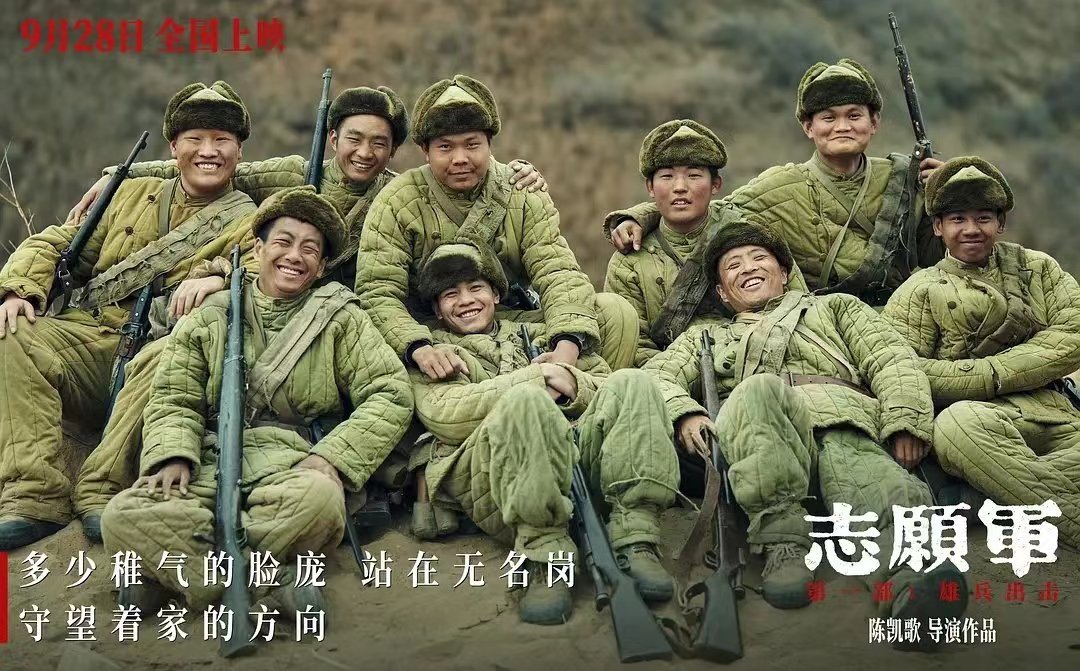 9月28日 全国上映
多少稚气的脸庞 站在无名岗
守望着家的方向
志願軍
第一部：雄兵出击
陈凯歌 导演作品